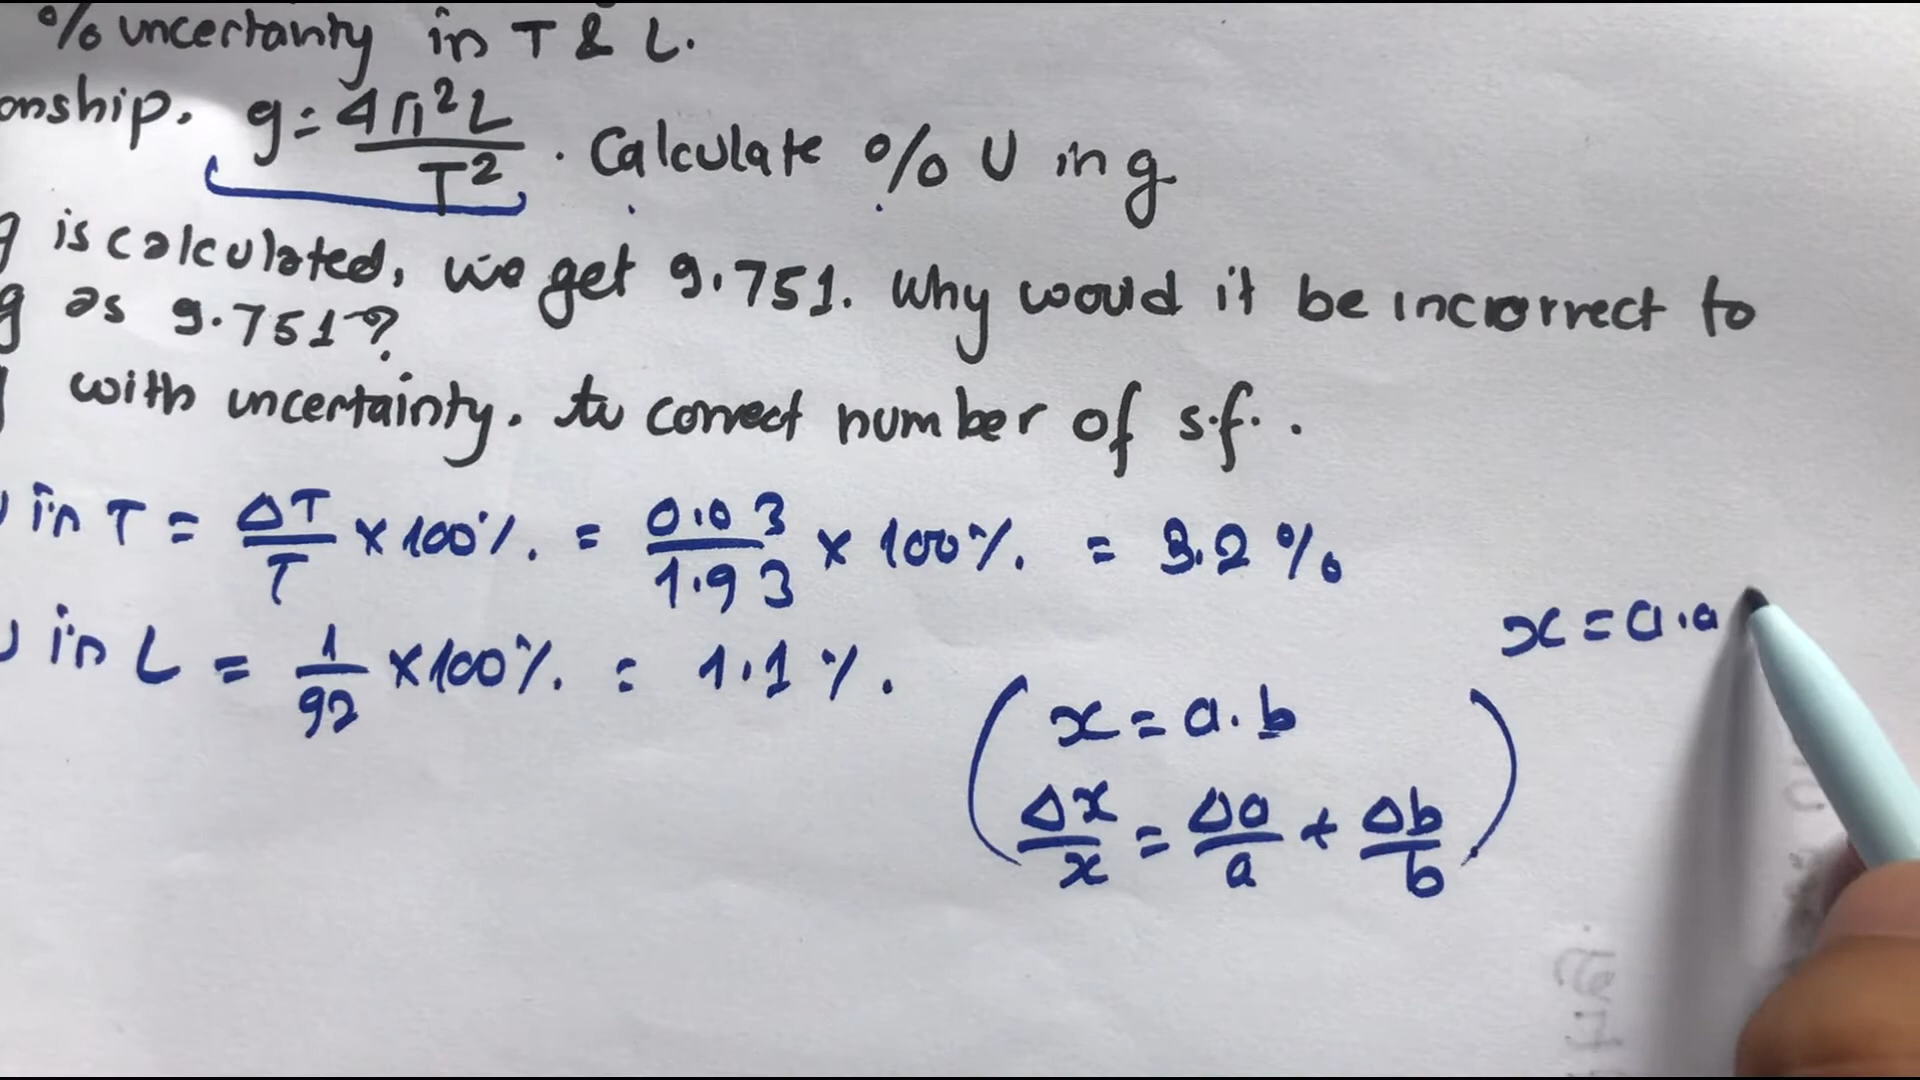 % uncertainty in T & L.
onship. g = 4π²L / T² . Calculate % U in g
g is calculated, we get 9.751. Why would it be incorrect to
g as 9.751?
with uncertainty. to correct number of s.f..
U in T = ΔT / T × 100%. = 0.03 / 1.93 × 100%. = 3.2 %
U in L = 1 / 92 × 100%. = 1.1 %.
x = a.a
( x = a.b
Δx / x = Δa / a + Δb / b )